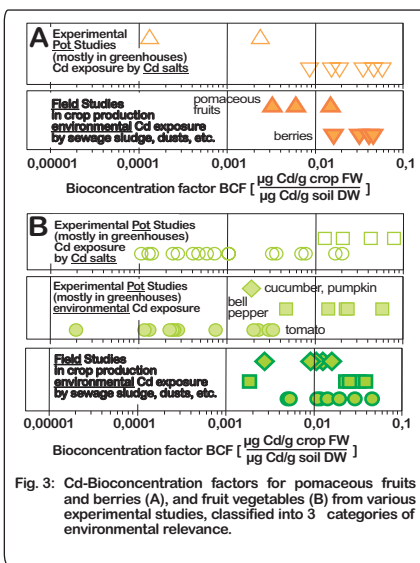 A
Experimental
Pot Studies
(mostly in greenhouses)
Cd exposure by Cd salts
Field Studies
in crop production
environmental Cd exposure
by sewage sludge, dusts, etc.
pomaceous
fruits
berries
0,00001 0,0001 0,001 0,01 0,1
Bioconcentration factor BCF [ µg Cd/g crop FW / µg Cd/g soil DW ]
B
Experimental Pot Studies
(mostly in greenhouses)
Cd exposure
by Cd salts
Experimental Pot Studies
(mostly in greenhouses)
environmental Cd exposure
cucumber, pumpkin
bell
pepper
tomato
Field Studies
in crop production
environmental Cd exposure
by sewage sludge, dusts, etc.
0,00001 0,0001 0,001 0,01 0,1
Bioconcentration factor BCF [ µg Cd/g crop FW / µg Cd/g soil DW ]
Fig. 3: Cd-Bioconcentration factors for pomaceous fruits
and berries (A), and fruit vegetables (B) from various
experimental studies, classified into 3 categories of
environmental relevance.